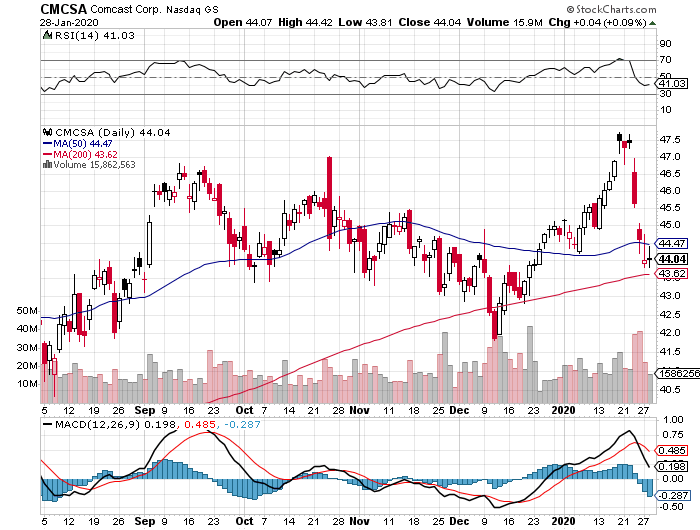 CMCSA Comcast Corp. Nasdaq GS © StockCharts.com
28-Jan-2020 Open 44.07 High 44.42 Low 43.81 Close 44.04 Volume 15.9M Chg +0.04 (+0.09%)
RSI(14) 41.03
90
70
50
41.03
30
10
CMCSA (Daily) 44.04
MA(50) 44.47
MA(200) 43.62
Volume 15,862,563
47.5
47.0
46.5
46.0
45.5
45.0
44.47
44.04
43.62
43.0
42.5
42.0
41.5
41.0
40.5
50M
40M
30M
20M
10M
15862563
5 12 19 26 Sep 9 16 23 Oct 7 14 21 28 Nov 11 18 25 Dec 9 16 23 2020 13 21 27
MACD(12,26,9) 0.198, 0.485, -0.287
1.00
0.75
0.485
0.198
0.00
-0.287
-0.50
5 12 19 26 Sep 9 16 23 Oct 7 14 21 28 Nov 11 18 25 Dec 9 16 23 2020 13 21 27